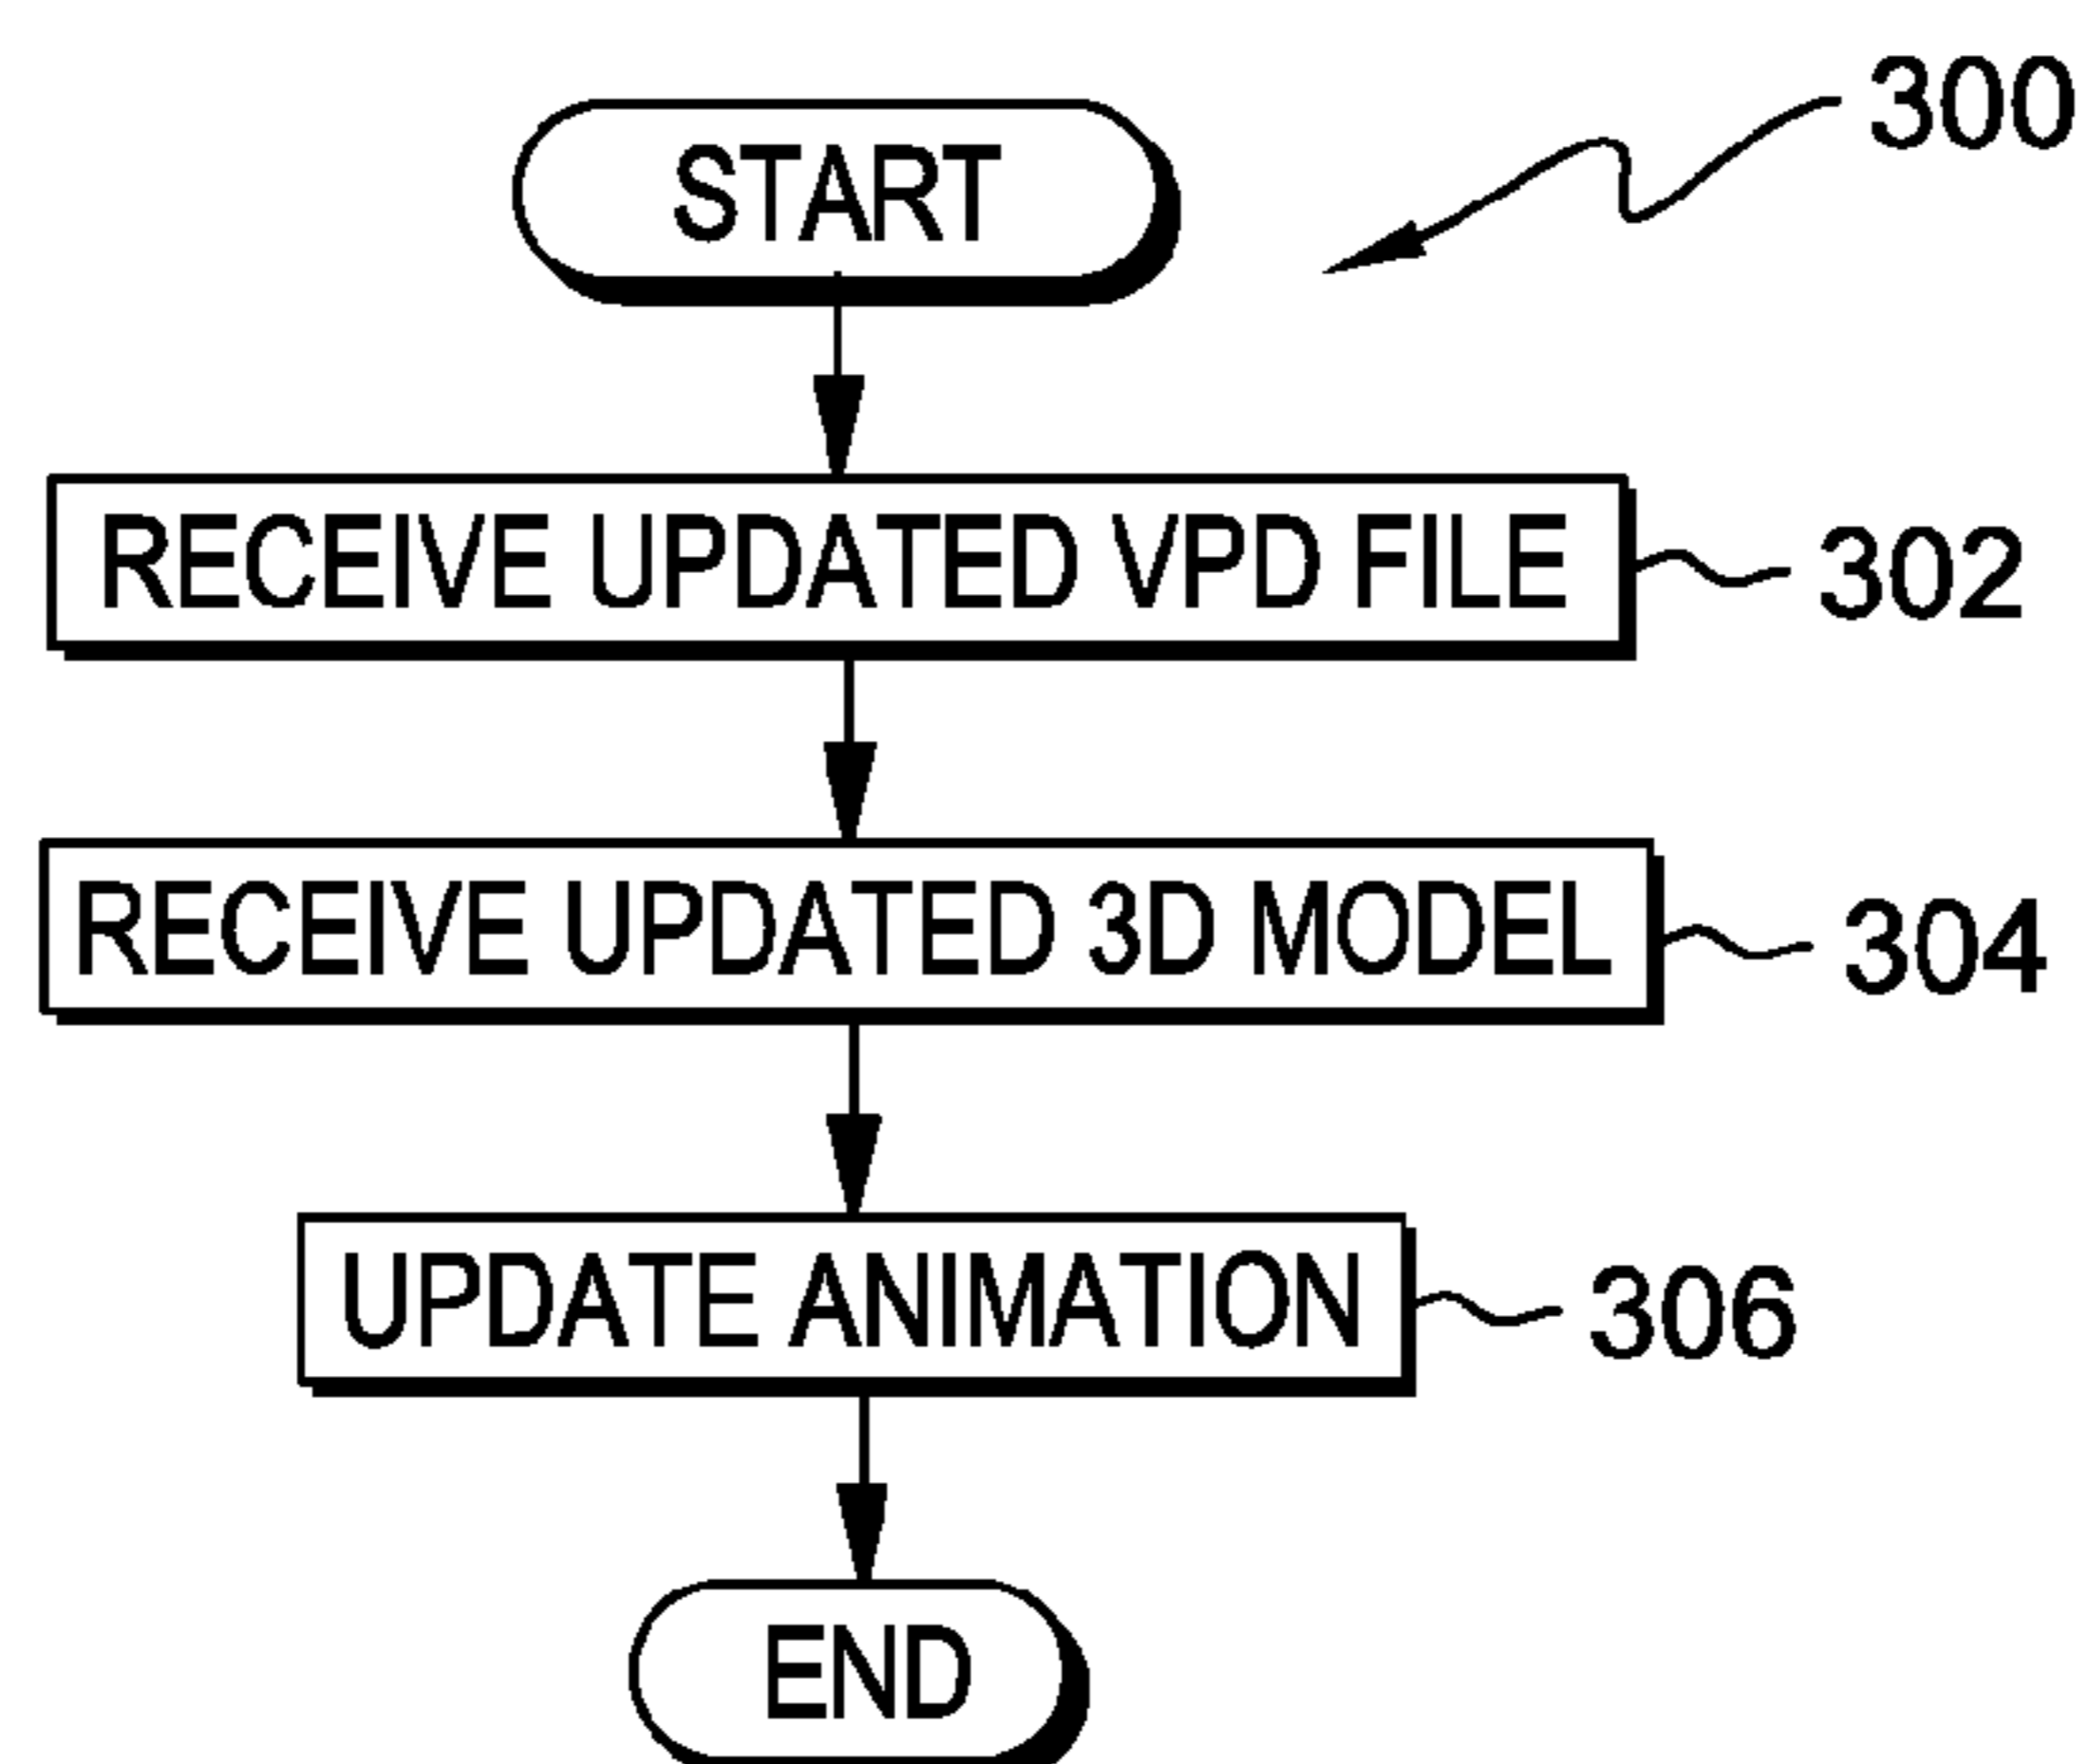 300
START
RECEIVE UPDATED VPD FILE
302
RECEIVE UPDATED 3D MODEL
304
UPDATE ANIMATION
306
END